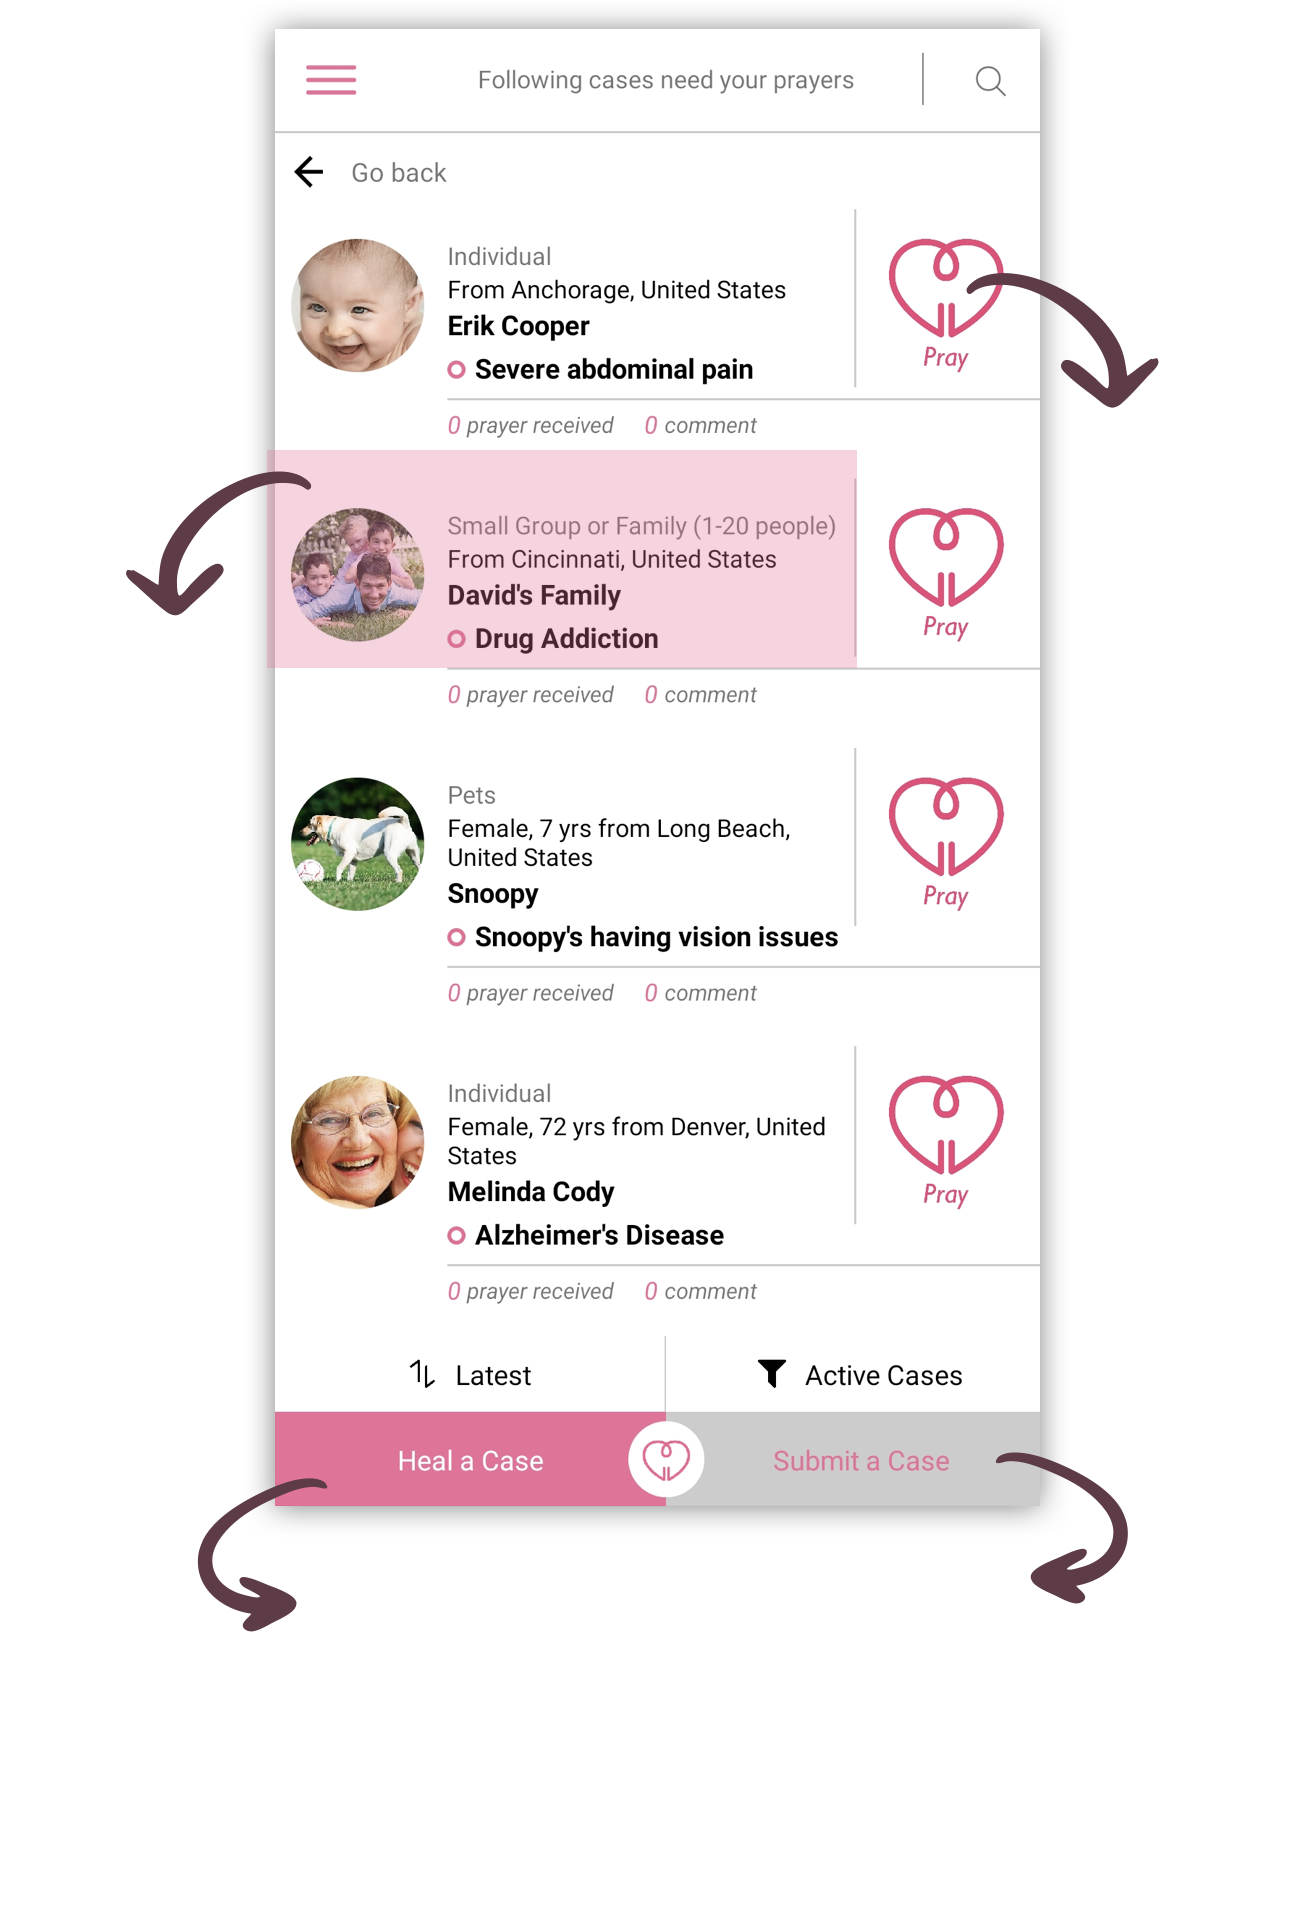 Following cases need your prayers
Go back
Individual
From Anchorage, United States
Erik Cooper
Severe abdominal pain
Pray
0 prayer received 0 comment
Small Group or Family (1-20 people)
From Cincinnati, United States
David's Family
Drug Addiction
Pray
0 prayer received 0 comment
Pets
Female, 7 yrs from Long Beach,
United States
Snoopy
Snoopy's having vision issues
Pray
0 prayer received 0 comment
Individual
Female, 72 yrs from Denver, United
States
Melinda Cody
Alzheimer's Disease
Pray
0 prayer received 0 comment
Latest
Active Cases
Heal a Case
Submit a Case